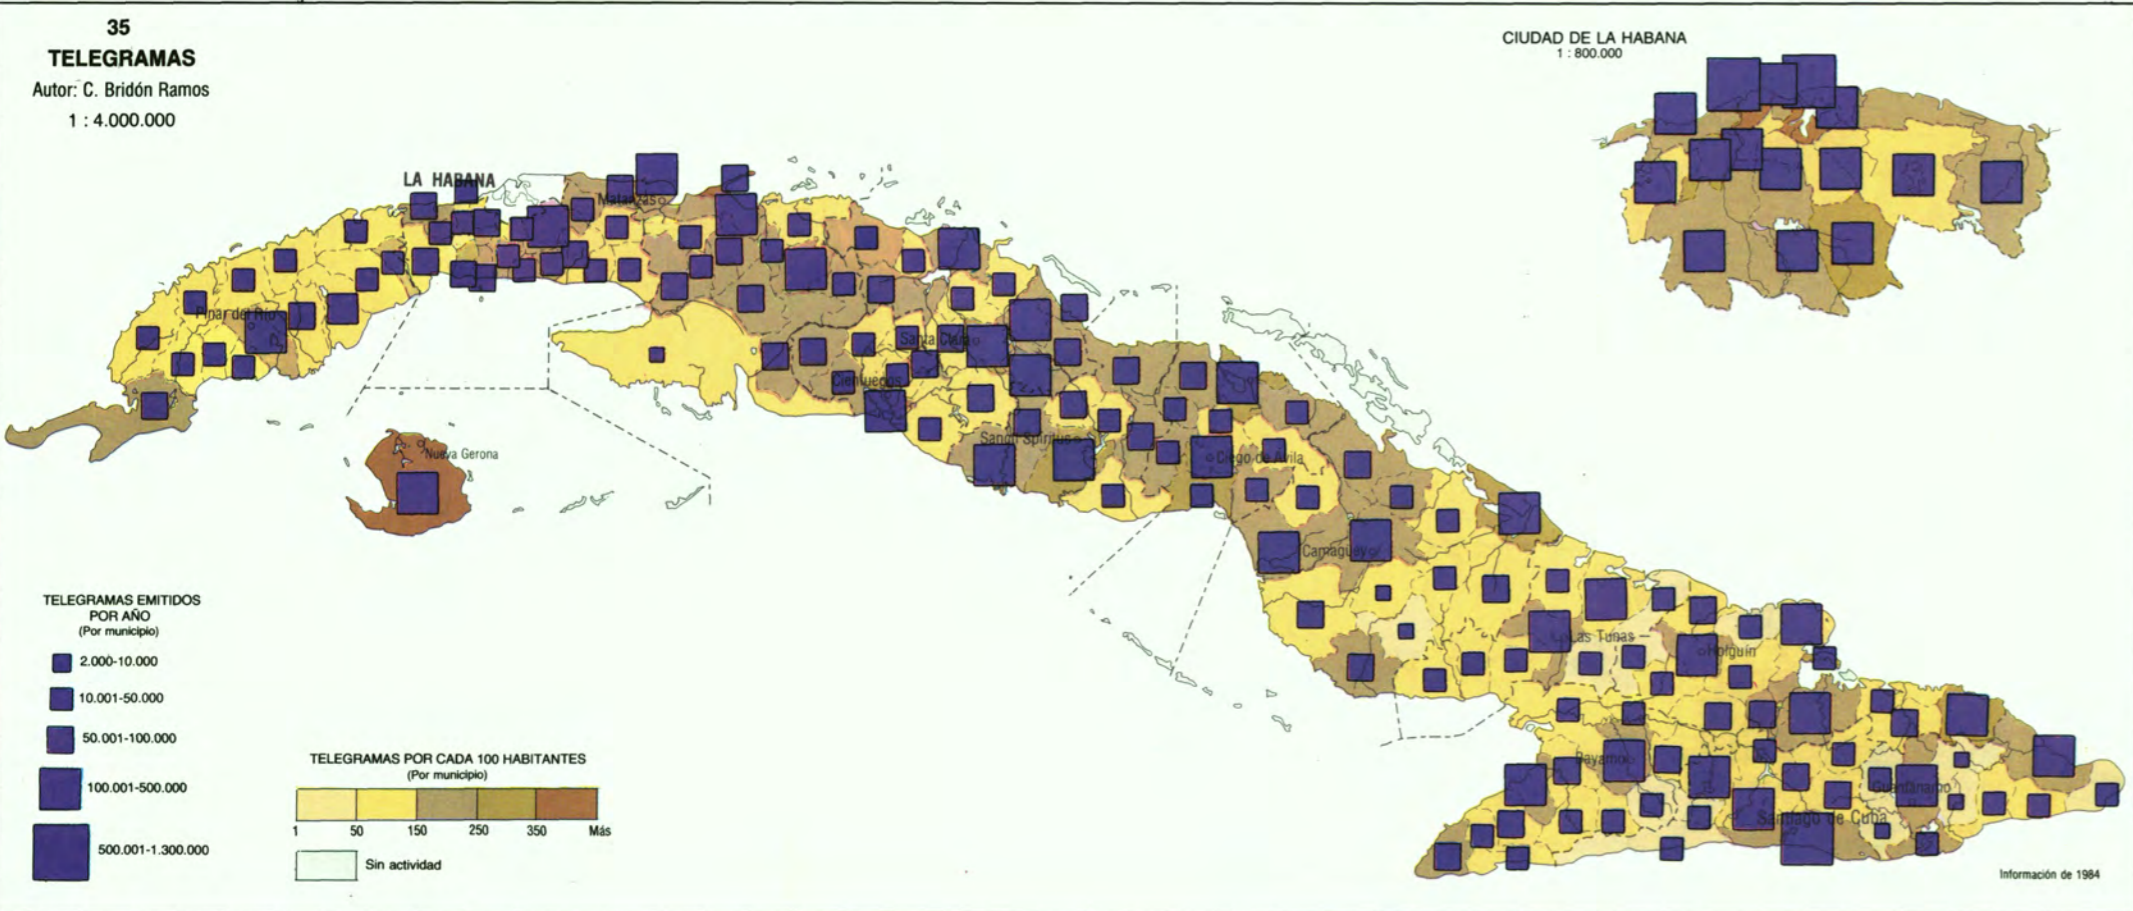 35
TELEGRAMAS
Autor: C. Bridón Ramos
1 : 4.000.000
CIUDAD DE LA HABANA
1 : 800.000
LA HABANA
Matanzas
Pinar del Río
Santa Clara
Cienfuegos
Sancti Spíritus
Nueva Gerona
Ciego de Avila
Camagüey
Las Tunas
Holguín
Bayamo
Guantánamo
Santiago de Cuba
TELEGRAMAS EMITIDOS
POR AÑO
(Por municipio)
2.000-10.000
10.001-50.000
50.001-100.000
100.001-500.000
500.001-1.300.000
TELEGRAMAS POR CADA 100 HABITANTES
(Por municipio)
1 50 150 250 350 Más
Sin actividad
Información de 1984